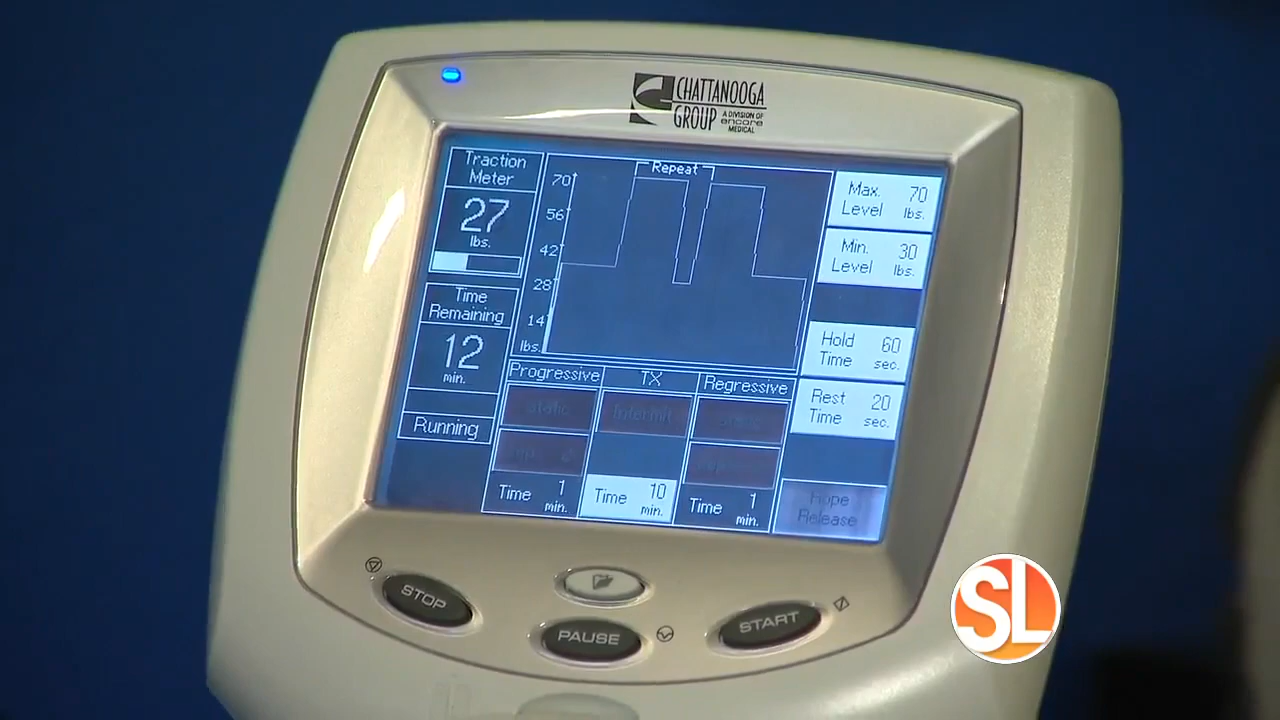 CHATTANOOGA
GROUP
A DIVISION OF
encore
MEDICAL
Traction
Meter
27
lbs.
Time
Remaining
12
min.
Running
Repeat
70
56
42
28
14
lbs.
Max. 70
Level lbs.
Min. 30
Level lbs.
Hold 60
Time sec.
Rest 20
Time sec.
Progressive TX Regressive
Static Intermit
Time 1 min.
Time 10 min.
Time 1 min.
Rope
Release
STOP
PAUSE
START
SL